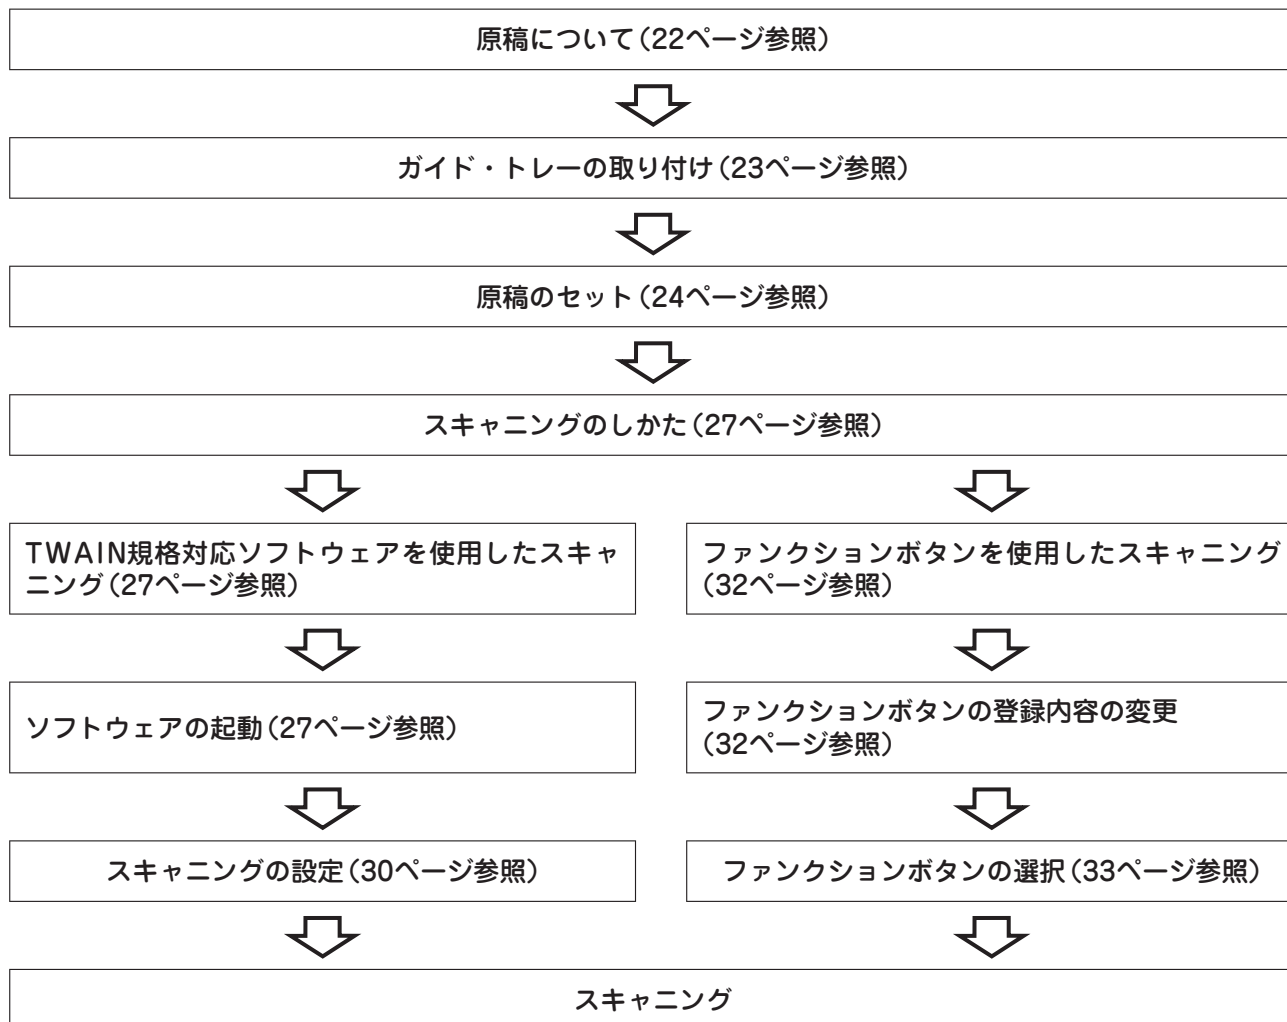 原稿について(22ページ参照)
ガイド・トレーの取り付け(23ページ参照)
原稿のセット(24ページ参照)
スキャニングのしかた(27ページ参照)
TWAIN規格対応ソフトウェアを使用したスキャ
ニング(27ページ参照)
ファンクションボタンを使用したスキャニング
(32ページ参照)
ソフトウェアの起動(27ページ参照)
ファンクションボタンの登録内容の変更
(32ページ参照)
スキャニングの設定(30ページ参照)
ファンクションボタンの選択(33ページ参照)
スキャニング